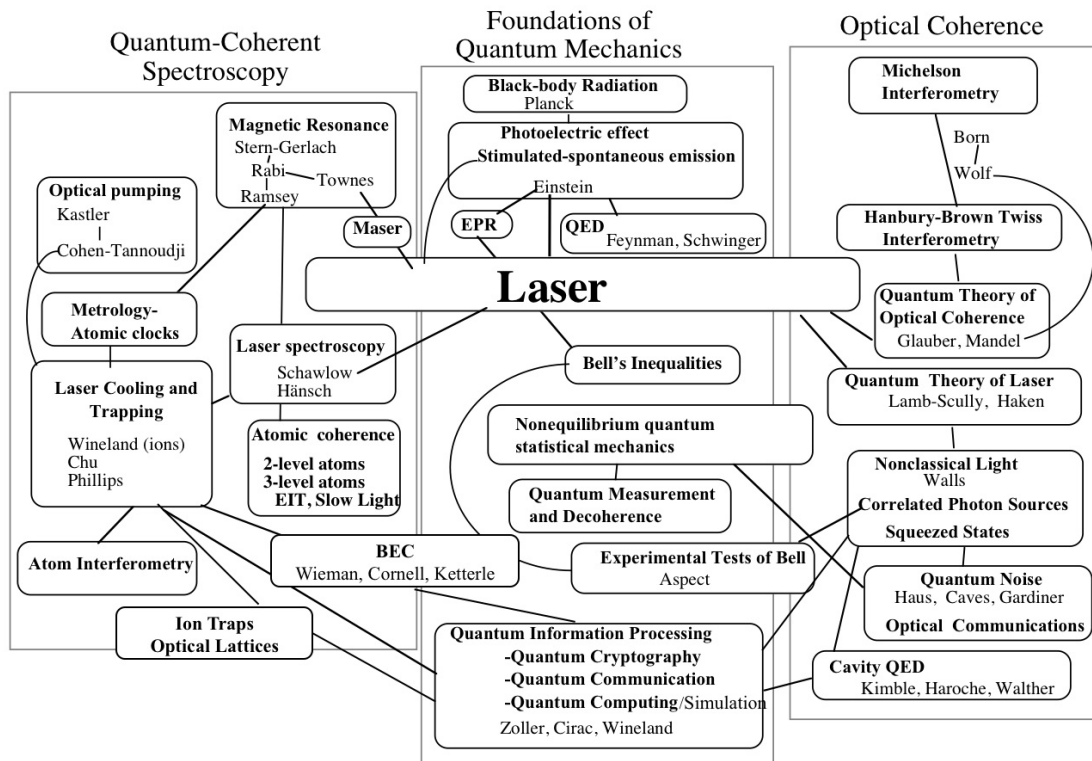 Quantum-Coherent
Spectroscopy
Magnetic Resonance
Stern-Gerlach
Rabi
Townes
Ramsey
Optical pumping
Kastler
Cohen-Tannoudji
Maser
Metrology-
Atomic clocks
Laser spectroscopy
Schawlow
Hänsch
Laser Cooling and
Trapping
Wineland (ions)
Chu
Phillips
Atomic coherence
2-level atoms
3-level atoms
EIT, Slow Light
Atom Interferometry
BEC
Wieman, Cornell, Ketterle
Ion Traps
Optical Lattices
Foundations of
Quantum Mechanics
Black-body Radiation
Planck
Photoelectric effect
Stimulated-spontaneous emission
Einstein
EPR
QED
Feynman, Schwinger
Laser
Bell's Inequalities
Nonequilibrium quantum
statistical mechanics
Quantum Measurement
and Decoherence
Experimental Tests of Bell
Aspect
Quantum Information Processing
-Quantum Cryptography
-Quantum Communication
-Quantum Computing/Simulation
Zoller, Cirac, Wineland
Optical Coherence
Michelson
Interferometry
Born
Wolf
Hanbury-Brown Twiss
Interferometry
Quantum Theory of
Optical Coherence
Glauber, Mandel
Quantum Theory of Laser
Lamb-Scully, Haken
Nonclassical Light
Walls
Correlated Photon Sources
Squeezed States
Quantum Noise
Haus, Caves, Gardiner
Optical Communications
Cavity QED
Kimble, Haroche, Walther